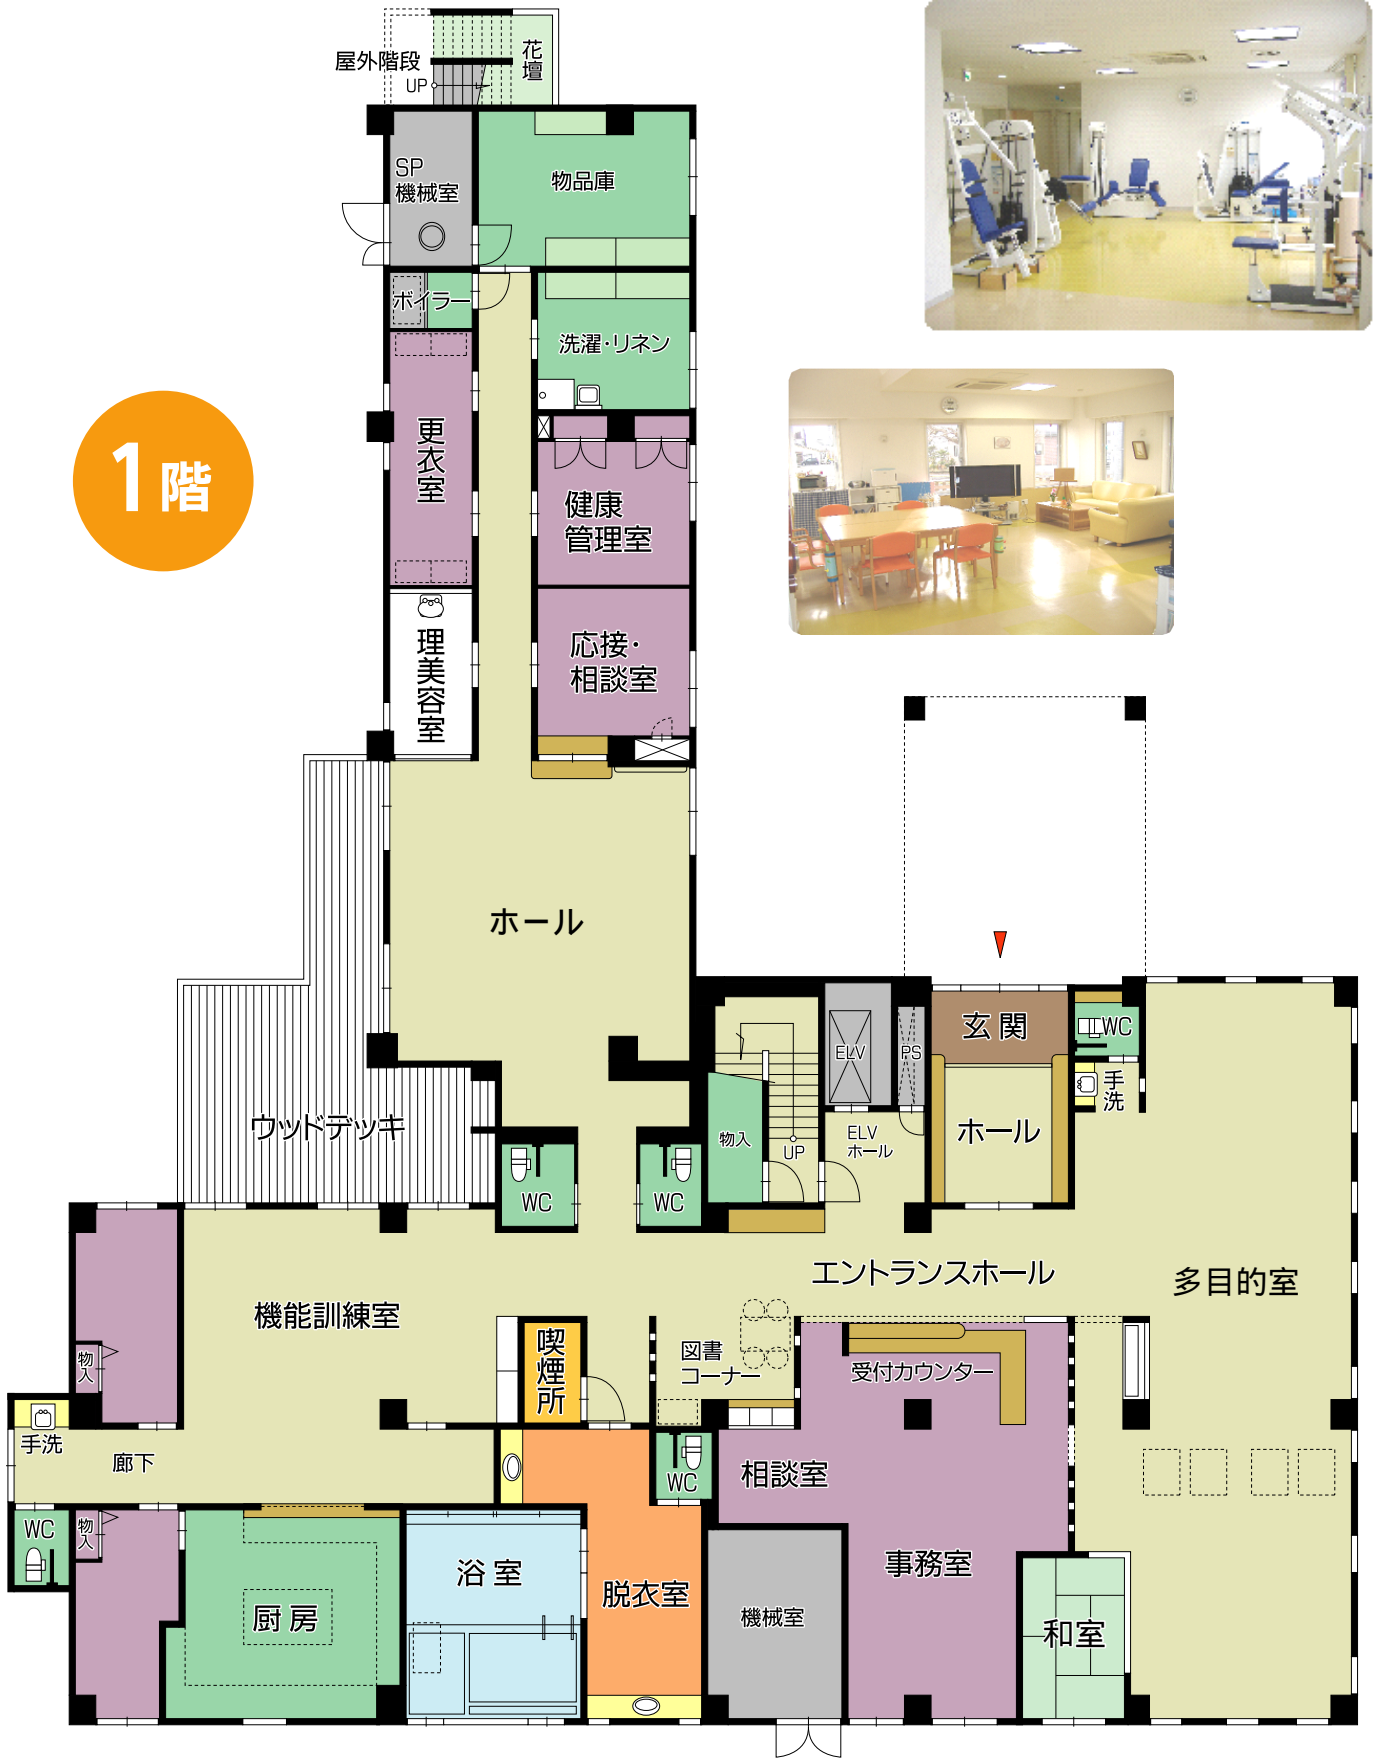 屋外階段
UP
花壇
SP
機械室
物品庫
ボイラー
洗濯・リネン
更衣室
1階
健康
管理室
理美容室
応接・
相談室
ホール
玄関
WC
手洗
ELV
PS
ホール
ELV
ホール
物入
UP
ウッドデッキ
WC
WC
エントランスホール
多目的室
機能訓練室
喫煙所
図書
コーナー
受付カウンター
物入
手洗
廊下
WC
相談室
物入
WC
厨房
浴室
脱衣室
機械室
事務室
和室